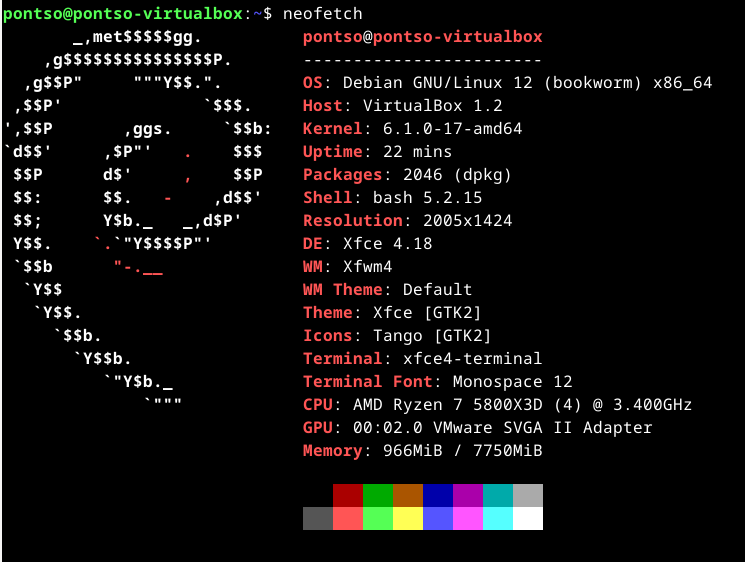 pontso@pontso-virtualbox:~$ neofetch
       _,met$$$$$gg.          pontso@pontso-virtualbox
    ,g$$$$$$$$$$$$$$$P.       ------------------------
  ,g$$P"     """Y$$.".        OS: Debian GNU/Linux 12 (bookworm) x86_64
 ,$$P'              `$$$.     Host: VirtualBox 1.2
',$$P       ,ggs.     `$$b:   Kernel: 6.1.0-17-amd64
`d$$'     ,$P"'   .    $$$    Uptime: 22 mins
 $$P      d$'     ,    $$P    Packages: 2046 (dpkg)
 $$:      $$.   -    ,d$$'    Shell: bash 5.2.15
 $$;      Y$b._   _,d$P'      Resolution: 2005x1424
 Y$$.    `.`"Y$$$$P"'         DE: Xfce 4.18
 `$$b      "-.__              WM: Xfwm4
  `Y$$                        WM Theme: Default
   `Y$$.                      Theme: Xfce [GTK2]
     `$$b.                    Icons: Tango [GTK2]
       `Y$$b.                 Terminal: xfce4-terminal
          `"Y$b._             Terminal Font: Monospace 12
              `"""            CPU: AMD Ryzen 7 5800X3D (4) @ 3.400GHz
                              GPU: 00:02.0 VMware SVGA II Adapter
                              Memory: 966MiB / 7750MiB